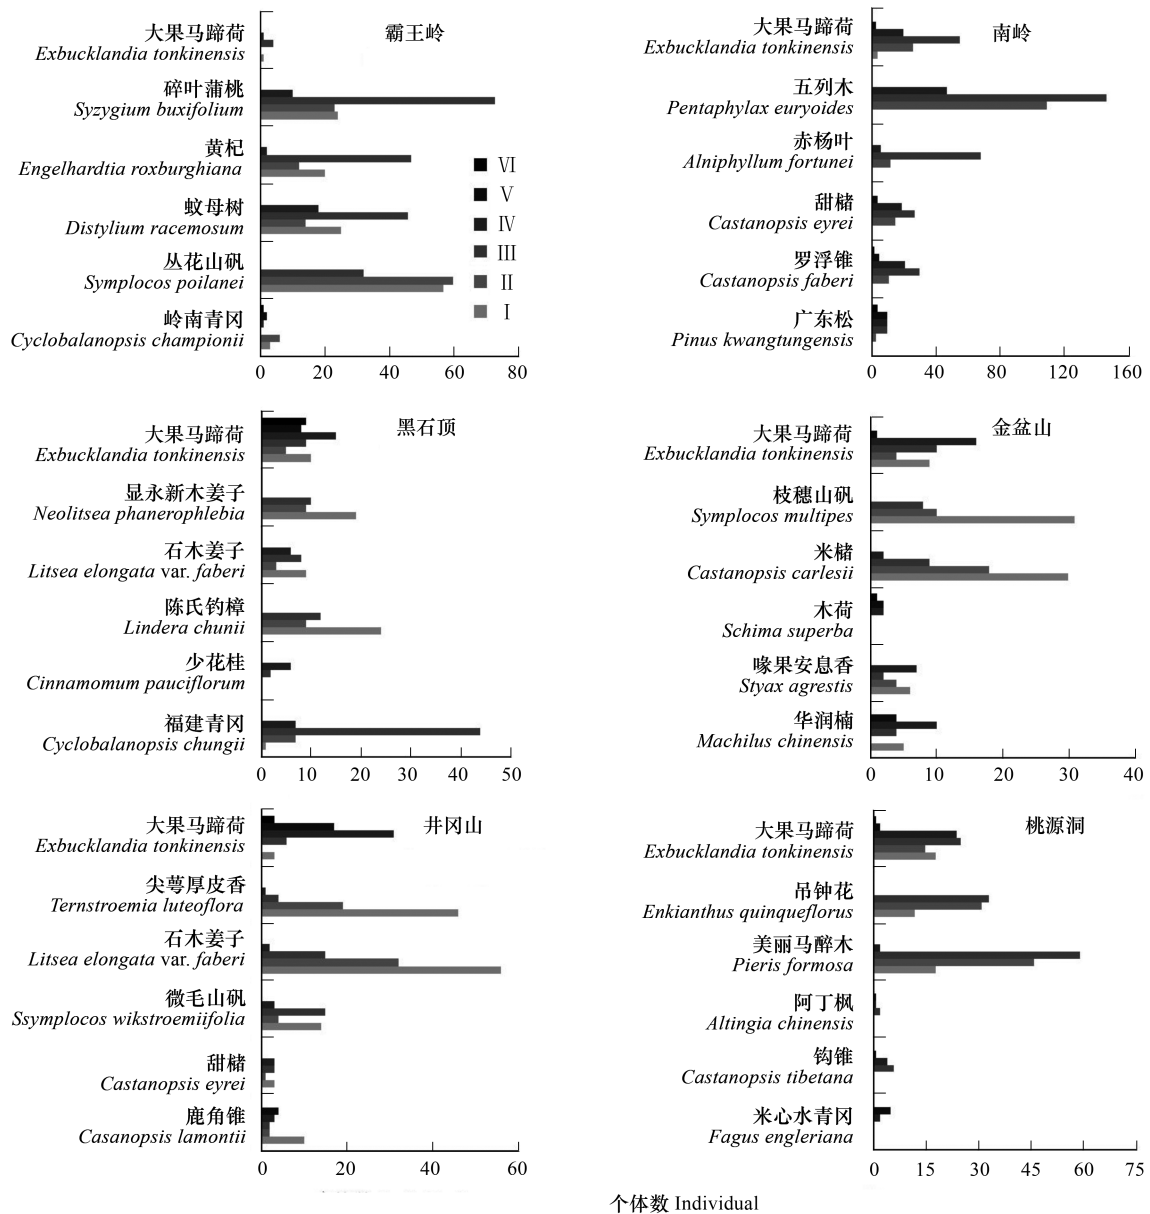 霸王岭
大果马蹄荷
Exbucklandia tonkinensis
碎叶蒲桃
Syzygium buxifolium
黄杞
Engelhardtia roxburghiana
蚊母树
Distylium racemosum
丛花山矾
Symplocos poilanei
岭南青冈
Cyclobalanopsis championii
VI
V
IV
III
II
I
0 20 40 60 80
南岭
大果马蹄荷
Exbucklandia tonkinensis
五列木
Pentaphylax euryoides
赤杨叶
Alniphyllum fortunei
甜槠
Castanopsis eyrei
罗浮锥
Castanopsis faberi
广东松
Pinus kwangtungensis
0 40 80 120 160
黑石顶
大果马蹄荷
Exbucklandia tonkinensis
显永新木姜子
Neolitsea phanerophlebia
石木姜子
Litsea elongata var. faberi
陈氏钓樟
Lindera chunii
少花桂
Cinnamomum pauciflorum
福建青冈
Cyclobalanopsis chungii
0 10 20 30 40 50
金盆山
大果马蹄荷
Exbucklandia tonkinensis
枝穗山矾
Symplocos multipes
米槠
Castanopsis carlesii
木荷
Schima superba
喙果安息香
Styax agrestis
华润楠
Machilus chinensis
0 10 20 30 40
井冈山
大果马蹄荷
Exbucklandia tonkinensis
尖萼厚皮香
Ternstroemia luteoflora
石木姜子
Litsea elongata var. faberi
微毛山矾
Ssymplocos wikstroemiifolia
甜槠
Castanopsis eyrei
鹿角锥
Casanopsis lamontii
0 20 40 60
桃源洞
大果马蹄荷
Exbucklandia tonkinensis
吊钟花
Enkianthus quinqueflorus
美丽马醉木
Pieris formosa
阿丁枫
Altingia chinensis
钩锥
Castanopsis tibetana
米心水青冈
Fagus engleriana
0 15 30 45 60 75
个体数 Individual